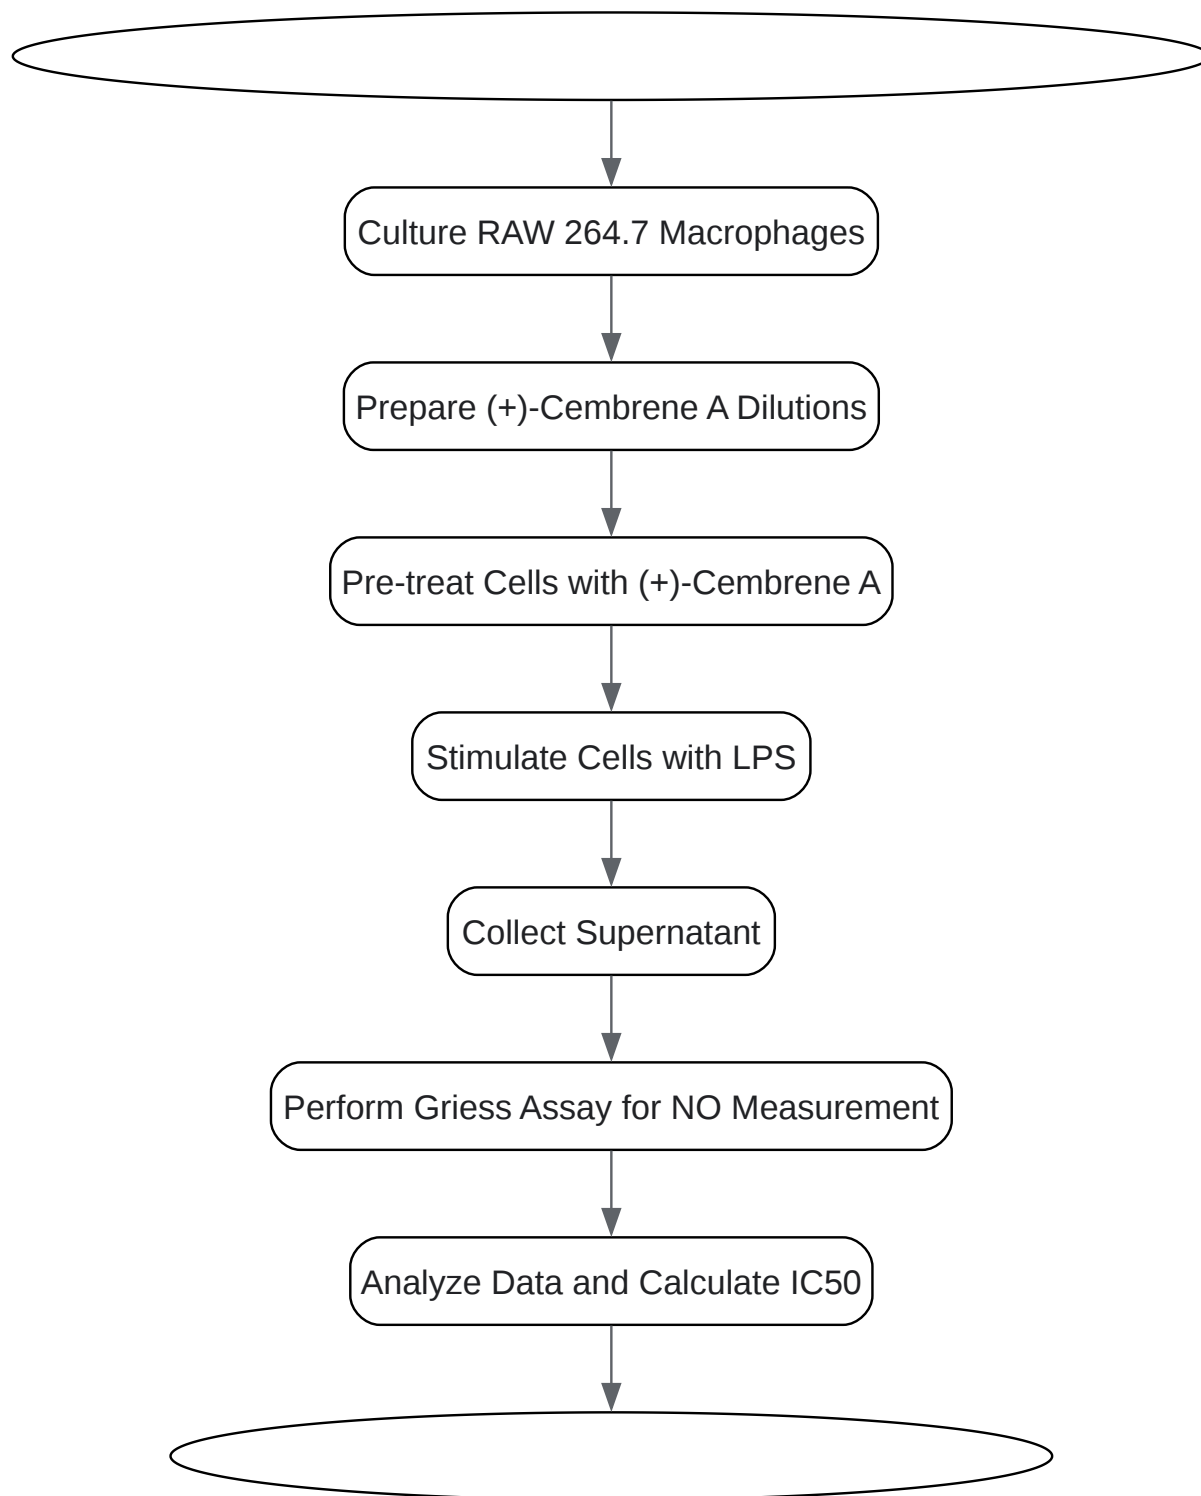 Culture RAW 264.7 Macrophages
Prepare (+)-Cembrene A Dilutions
Pre-treat Cells with (+)-Cembrene A
Stimulate Cells with LPS
Collect Supernatant
Perform Griess Assay for NO Measurement
Analyze Data and Calculate IC50